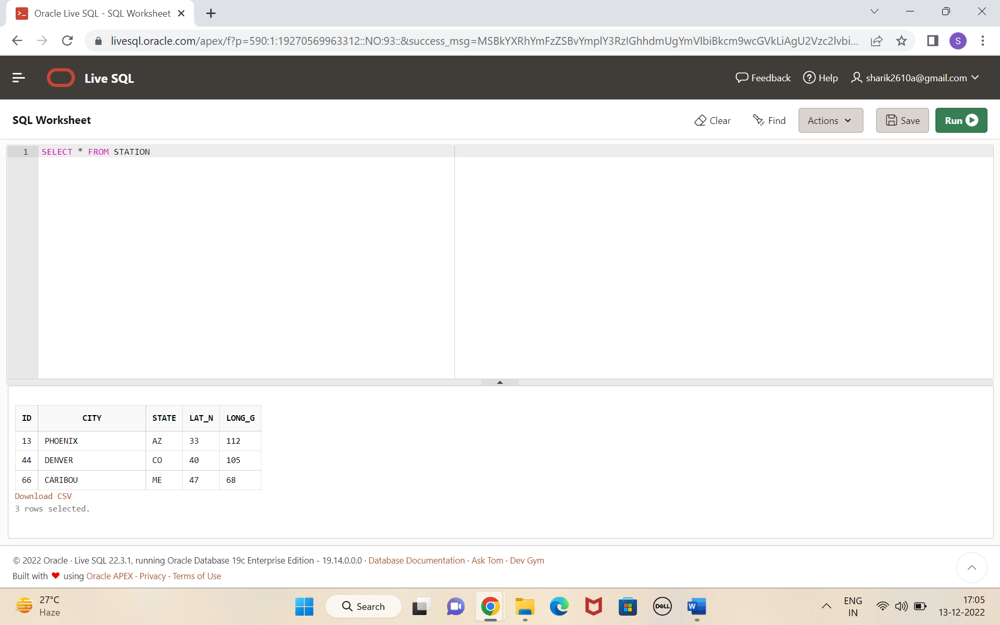 Oracle Live SQL - SQL Worksheet
livesql.oracle.com/apex/f?p=590:1:19270569963312::NO:93::&success_msg=MSBkYXRhYmFzZSBvYmplY3RzIGhhdmUgYmVlbiBkcm9wcGVkLiAgU2Vzc2lvbi...
S
Live SQL
Feedback
Help
sharik2610a@gmail.com
SQL Worksheet
Clear
Find
Actions
Save
Run
1 SELECT * FROM STATION
ID CITY STATE LAT_N LONG_G
13 PHOENIX AZ 33 112
44 DENVER CO 40 105
66 CARIBOU ME 47 68
Download CSV
3 rows selected.
© 2022 Oracle · Live SQL 22.3.1, running Oracle Database 19c Enterprise Edition - 19.14.0.0.0 · Database Documentation · Ask Tom · Dev Gym
Built with ♥ using Oracle APEX · Privacy · Terms of Use
27°C
Haze
Search
DELL
W
ENG
IN
17:05
13-12-2022